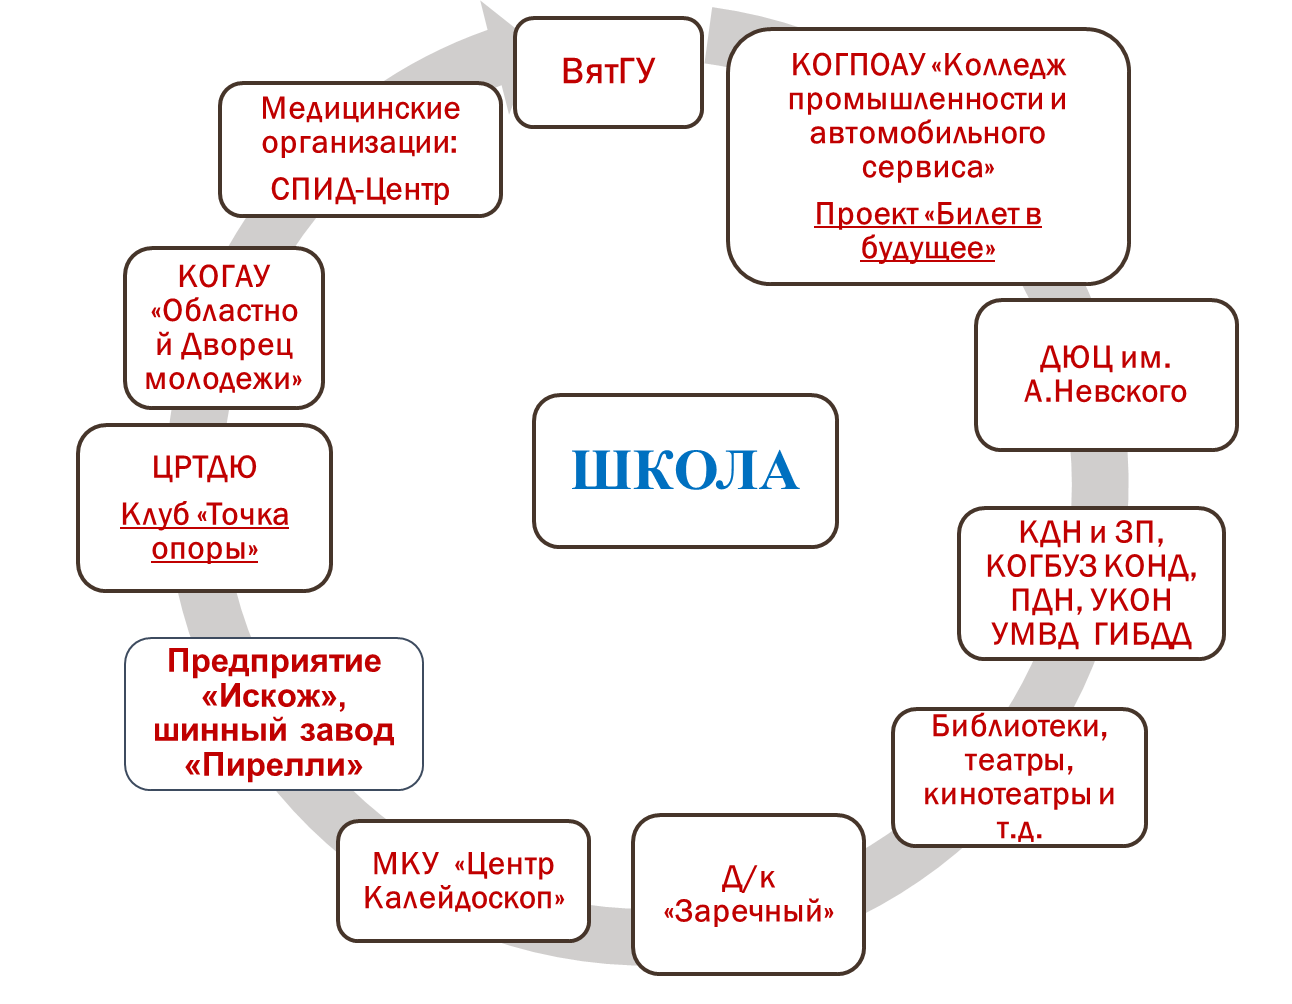 ВятГУ
КОГПОАУ «Колледж
промышленности и
автомобильного
сервиса»
Проект «Билет в
будущее»
ДЮЦ им.
А.Невского
КДН и ЗП,
КОГБУЗ КОНД,
ПДН, УКОН
УМВД ГИБДД
Библиотеки,
театры,
кинотеатры и
т.д.
Д/к
«Заречный»
МКУ «Центр
Калейдоскоп»
Предприятие
«Искож»,
шинный завод
«Пирелли»
ЦРТДЮ
Клуб «Точка
опоры»
КОГАУ
«Областно
й Дворец
молодежи»
Медицинские
организации:
СПИД-Центр
ШКОЛА